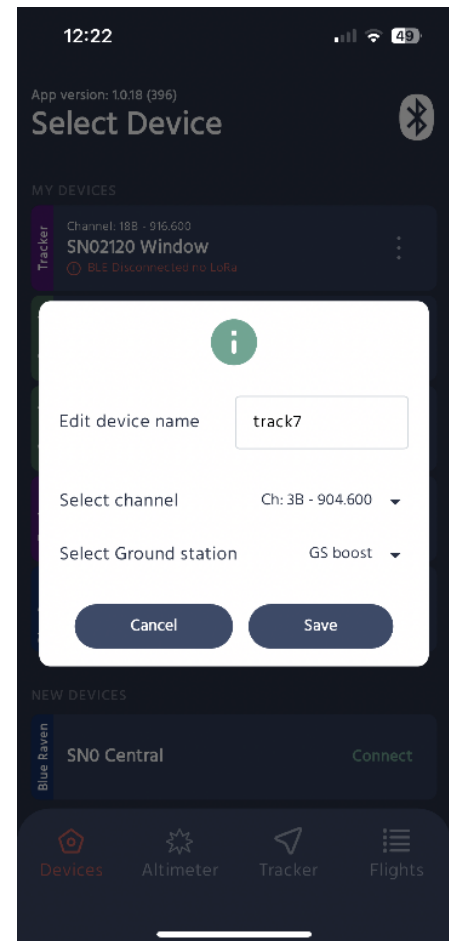 12:22
49
App version: 1.0.18 (396)
Select Device
MY DEVICES
Tracker
Channel: 18B - 916.600
SN02120 Window
BLE Disconnected no LoRa
Edit device name
track7
Select channel
Ch: 3B - 904.600
Select Ground station
GS boost
Cancel
Save
NEW DEVICES
Blue Raven
SN0 Central
Connect
Devices
Altimeter
Tracker
Flights